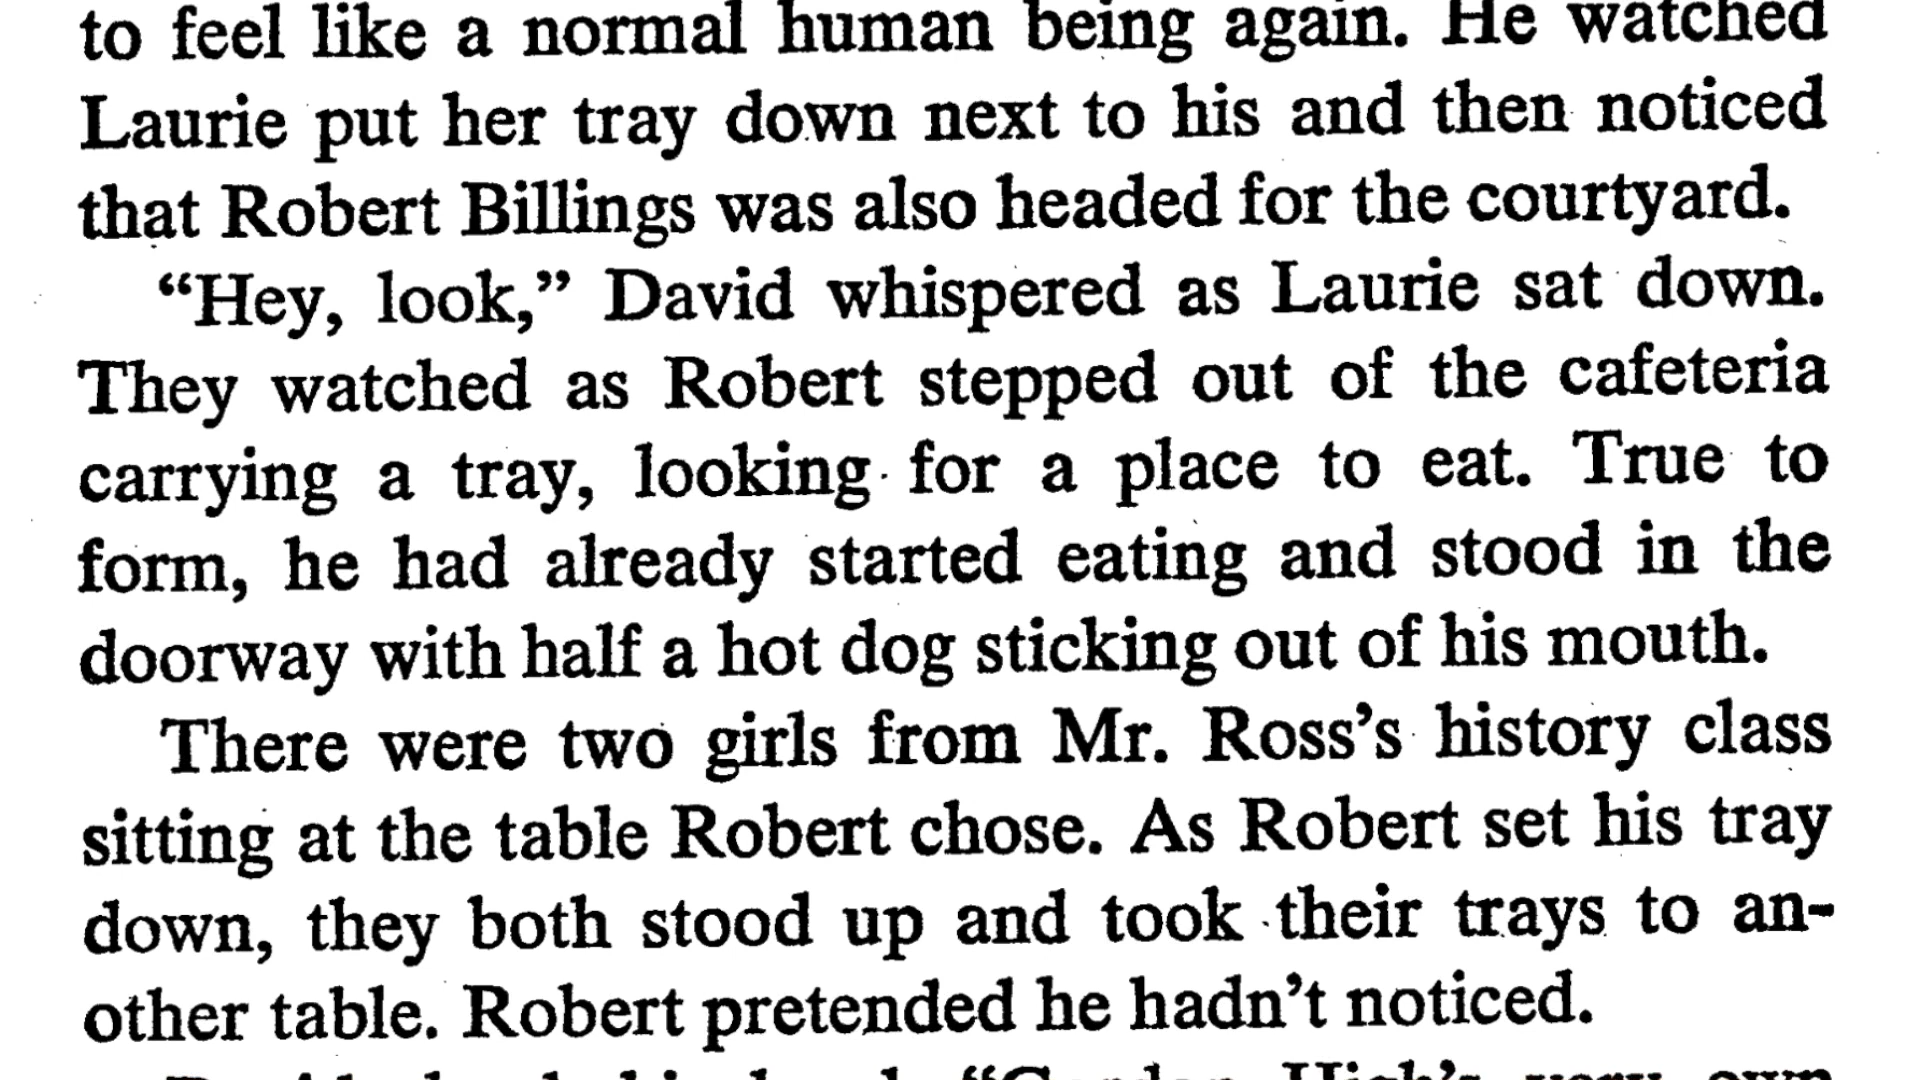 to feel like a normal human being again. He watched
Laurie put her tray down next to his and then noticed
that Robert Billings was also headed for the courtyard.
“Hey, look,” David whispered as Laurie sat down.
They watched as Robert stepped out of the cafeteria
carrying a tray, looking for a place to eat. True to
form, he had already started eating and stood in the
doorway with half a hot dog sticking out of his mouth.
There were two girls from Mr. Ross’s history class
sitting at the table Robert chose. As Robert set his tray
down, they both stood up and took their trays to an-
other table. Robert pretended he hadn’t noticed.